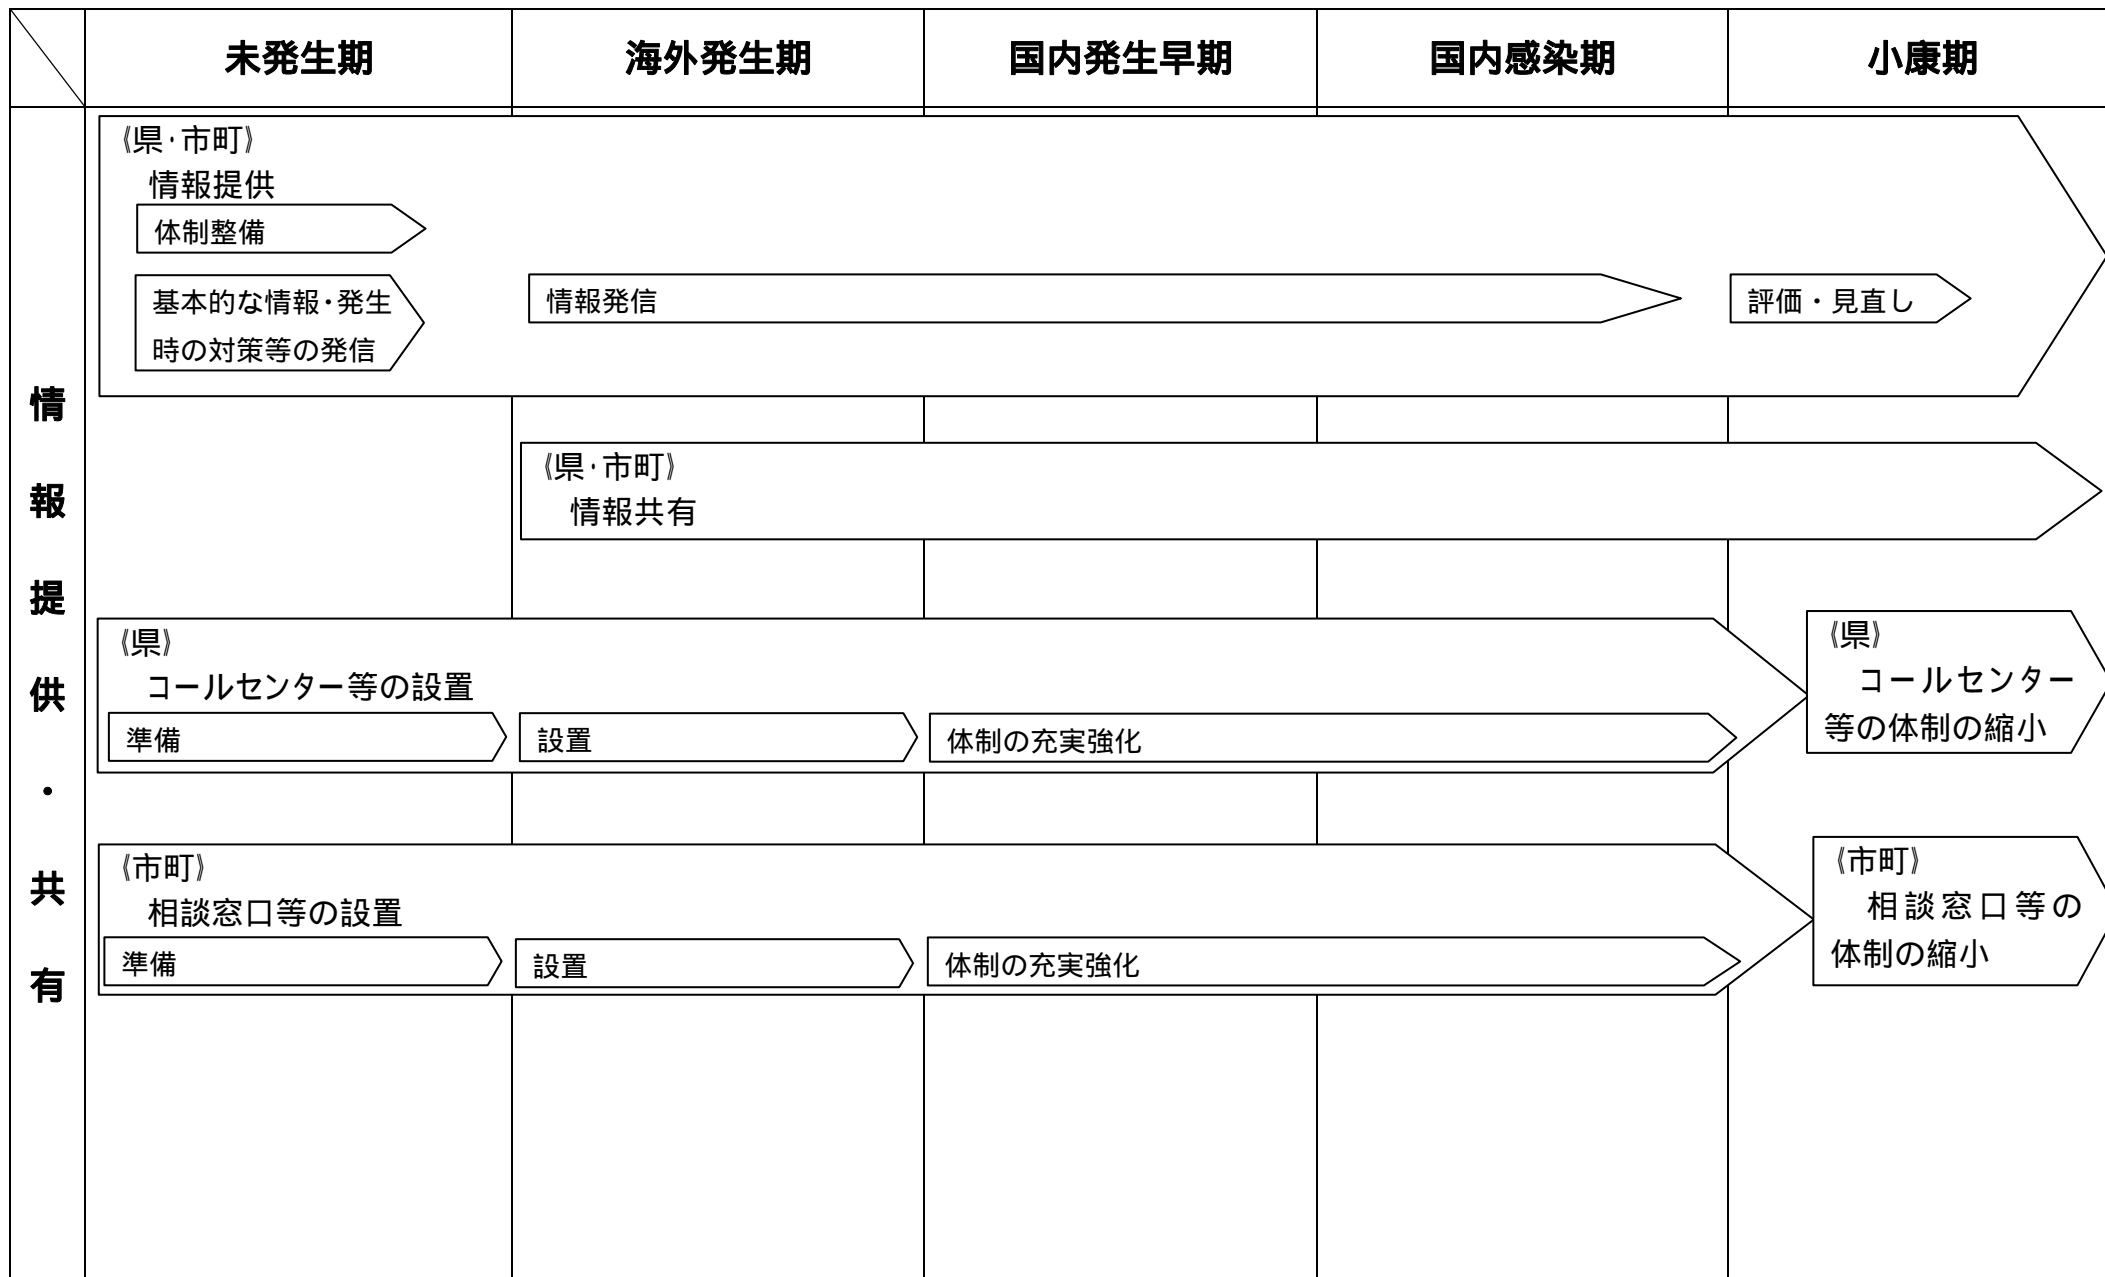 未発生期
海外発生期
国内発生早期
国内感染期
小康期
情報提供・共有
《県・市町》
情報提供
体制整備
基本的な情報・発生
時の対策等の発信
情報発信
評価・見直し
《県・市町》
情報共有
《県》
コールセンター等の設置
準備
設置
体制の充実強化
《県》
コールセンター
等の体制の縮小
《市町》
相談窓口等の設置
準備
設置
体制の充実強化
《市町》
相談窓口等の
体制の縮小